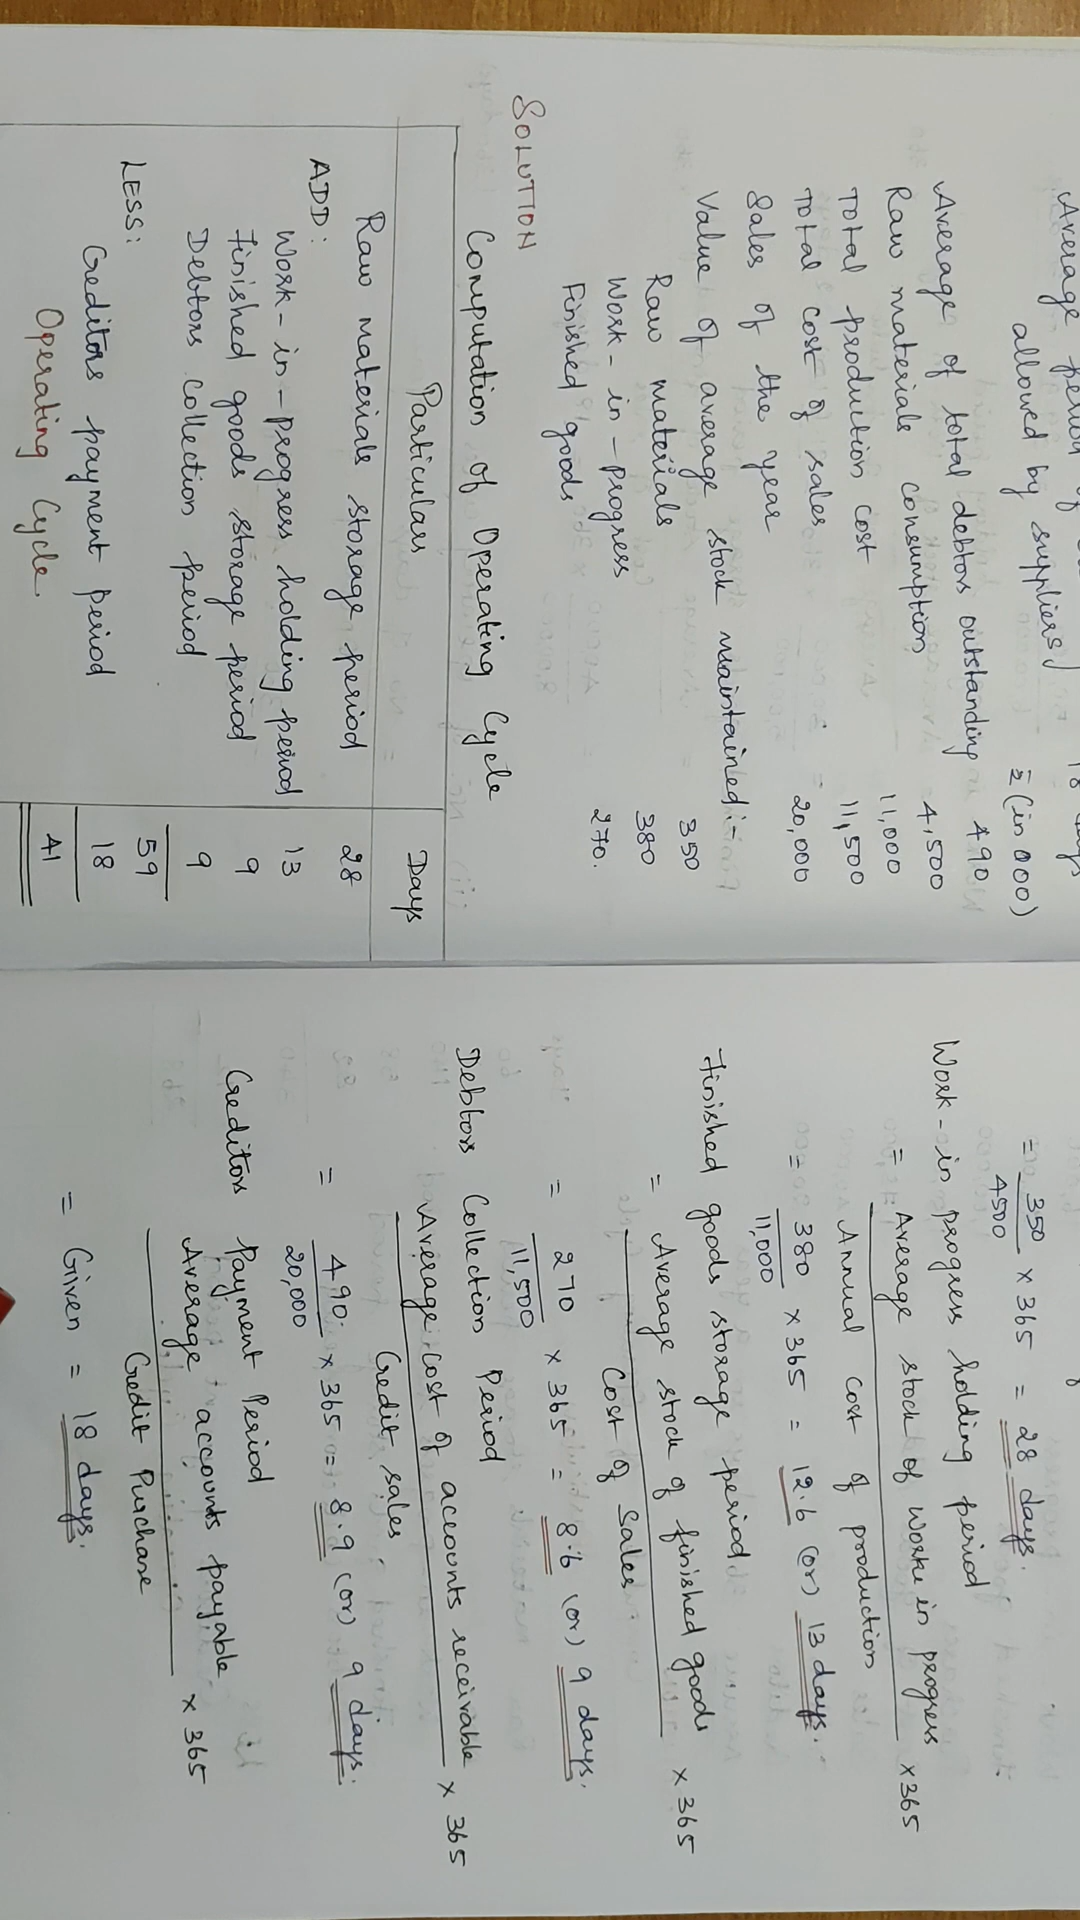 Average period of
allowed by suppliers
₹ (in 000)
Average of total debtors outstanding 490
Raw materials consumption 4,500
Total production cost 11,000
Total cost of sales 11,500
Sales of the year 20,000
Value of average stock maintained:-
Raw materials 350
Work-in-progress 380
Finished goods 270.
SOLUTION
Computation of Operating Cycle
Particulars Days
Raw materials storage period 28
ADD:
Work-in-progress holding period 13
Finished goods storage period 9
Debtors collection period 9
59
LESS:
Creditors payment period 18
Operating Cycle. 41
= 350/4500 × 365 = 28 days.
Work-in progress holding period
= Average stock of work in progress
Annual cost of production × 365
= 380/11,000 × 365 = 12.6 (or) 13 days.
Finished goods storage period
= Average stock of finished goods
Cost of Sales × 365
= 270/11,500 × 365 = 8.6 (or) 9 days.
Debtors Collection Period
Average cost of accounts receivable
Credit sales. × 365
= 490/20,000 × 365 = 8.9 (or) 9 days.
Creditors Payment Period
Average accounts payable
Credit Purchase × 365
= Given = 18 days.